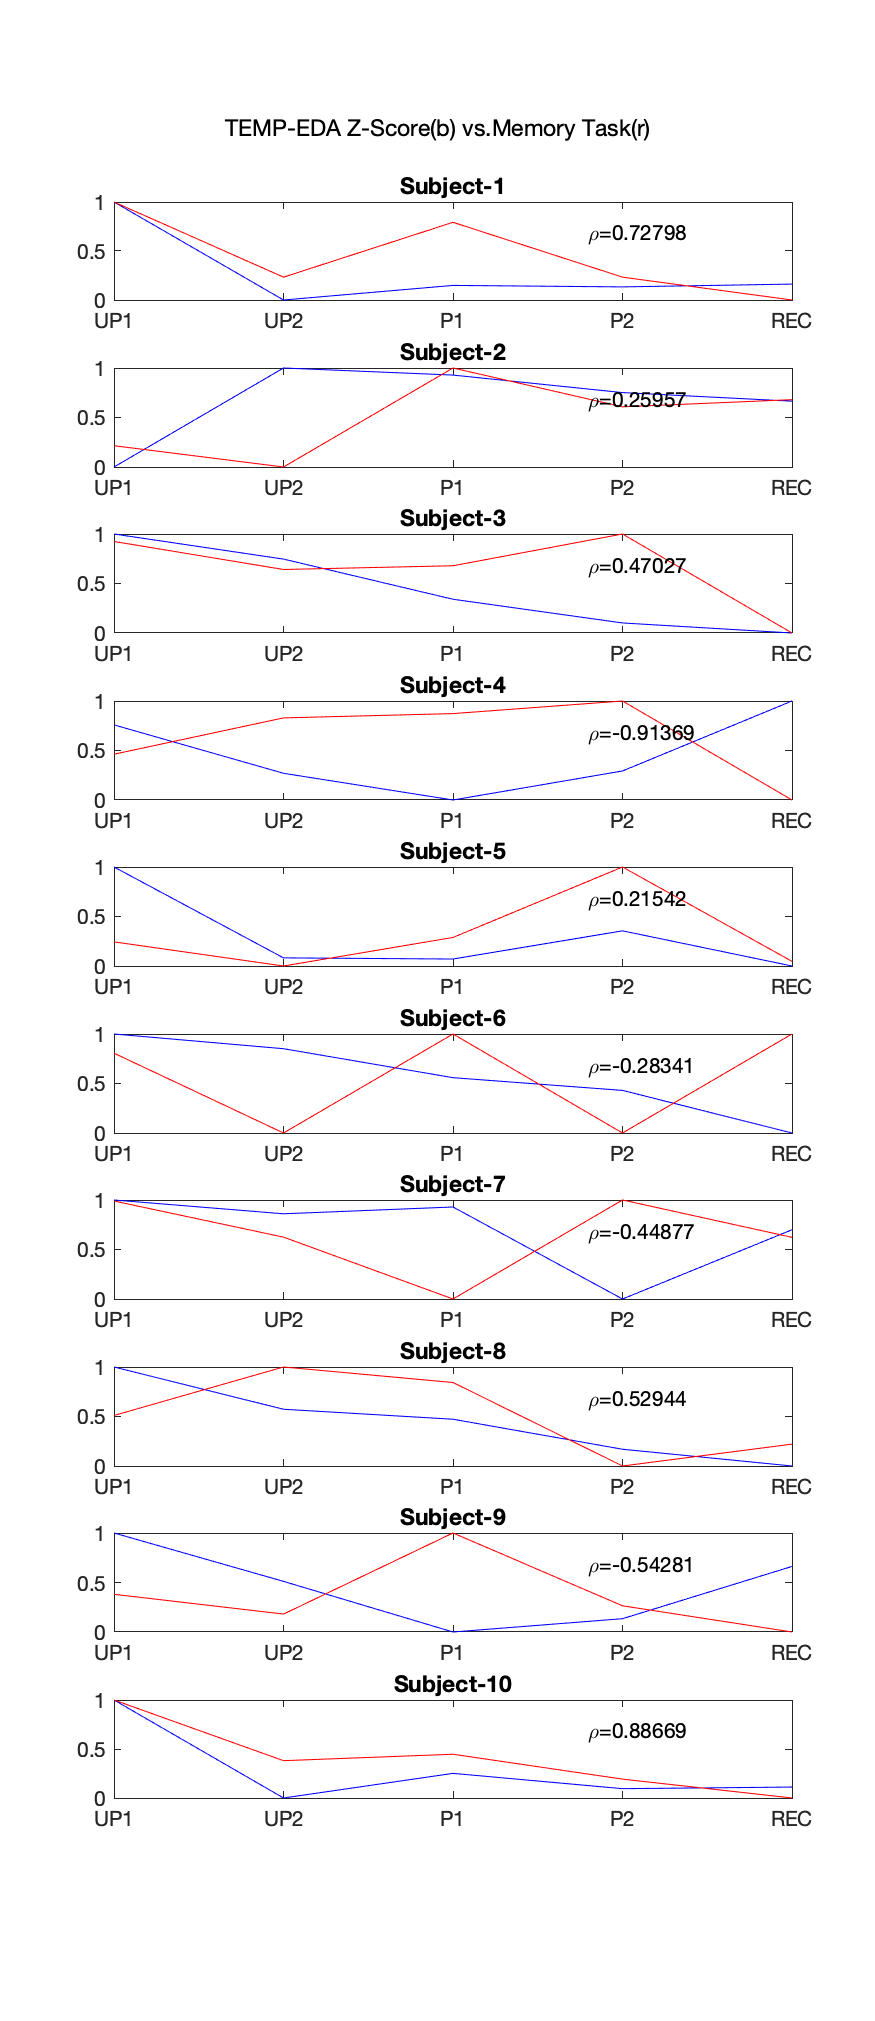 TEMP-EDA Z-Score(b) vs.Memory Task(r)
Subject-1
1
ρ=0.72798
0.5
0
UP1 UP2 P1 P2 REC
Subject-2
1
ρ=0.25957
0.5
0
UP1 UP2 P1 P2 REC
Subject-3
1
ρ=0.47027
0.5
0
UP1 UP2 P1 P2 REC
Subject-4
1
ρ=-0.91369
0.5
0
UP1 UP2 P1 P2 REC
Subject-5
1
ρ=0.21542
0.5
0
UP1 UP2 P1 P2 REC
Subject-6
1
ρ=-0.28341
0.5
0
UP1 UP2 P1 P2 REC
Subject-7
1
ρ=-0.44877
0.5
0
UP1 UP2 P1 P2 REC
Subject-8
1
ρ=0.52944
0.5
0
UP1 UP2 P1 P2 REC
Subject-9
1
ρ=-0.54281
0.5
0
UP1 UP2 P1 P2 REC
Subject-10
1
ρ=0.88669
0.5
0
UP1 UP2 P1 P2 REC